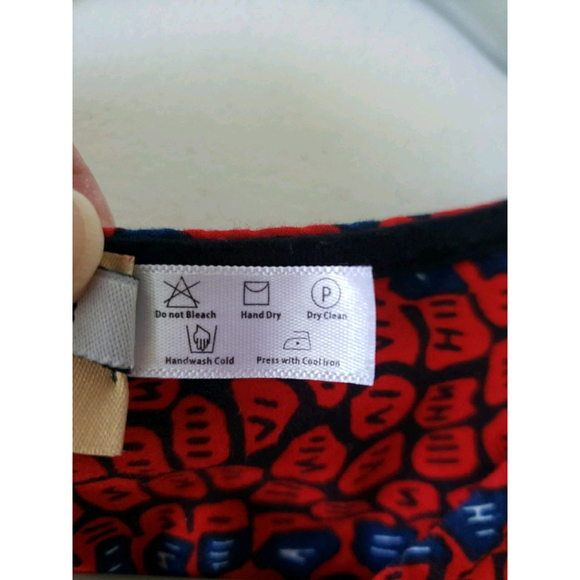 Do not Bleach Hand Dry P Dry Clean
Handwash Cold Press with Cool Iron